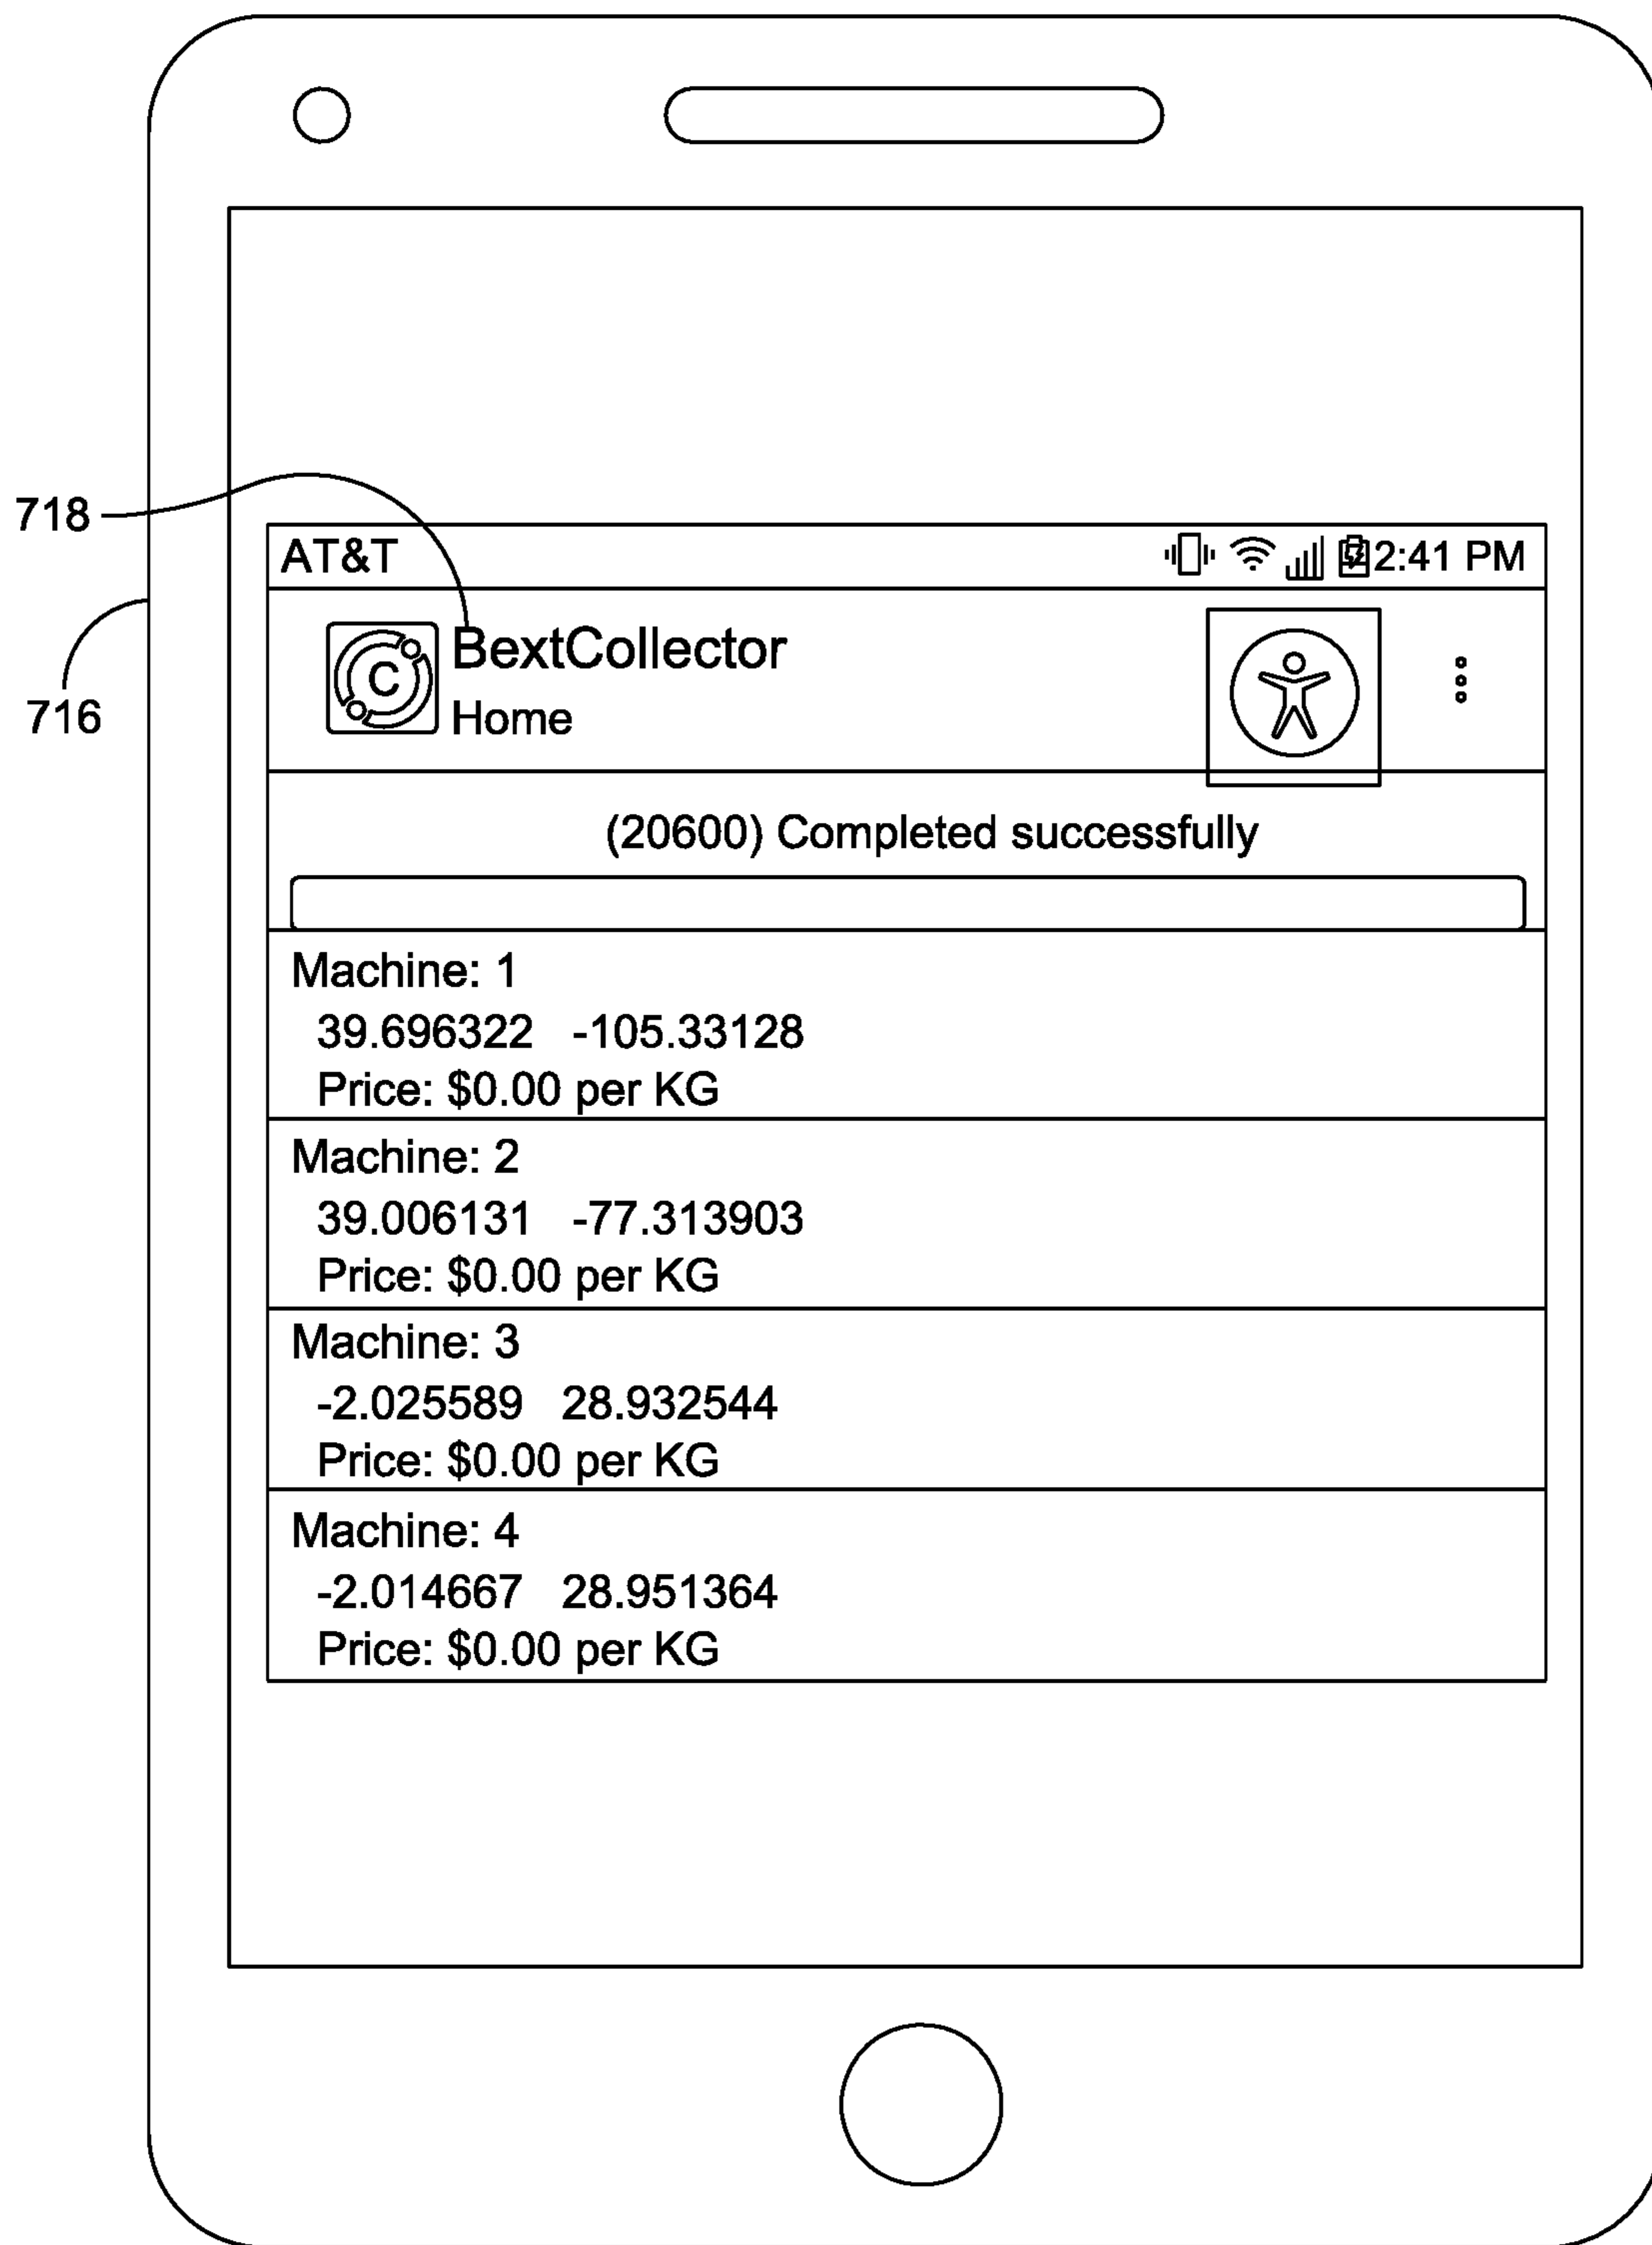 718
AT&T 2:41 PM
C BextCollector
716 Home
(20600) Completed successfully
Machine: 1
39.696322 -105.33128
Price: $0.00 per KG
Machine: 2
39.006131 -77.313903
Price: $0.00 per KG
Machine: 3
-2.025589 28.932544
Price: $0.00 per KG
Machine: 4
-2.014667 28.951364
Price: $0.00 per KG